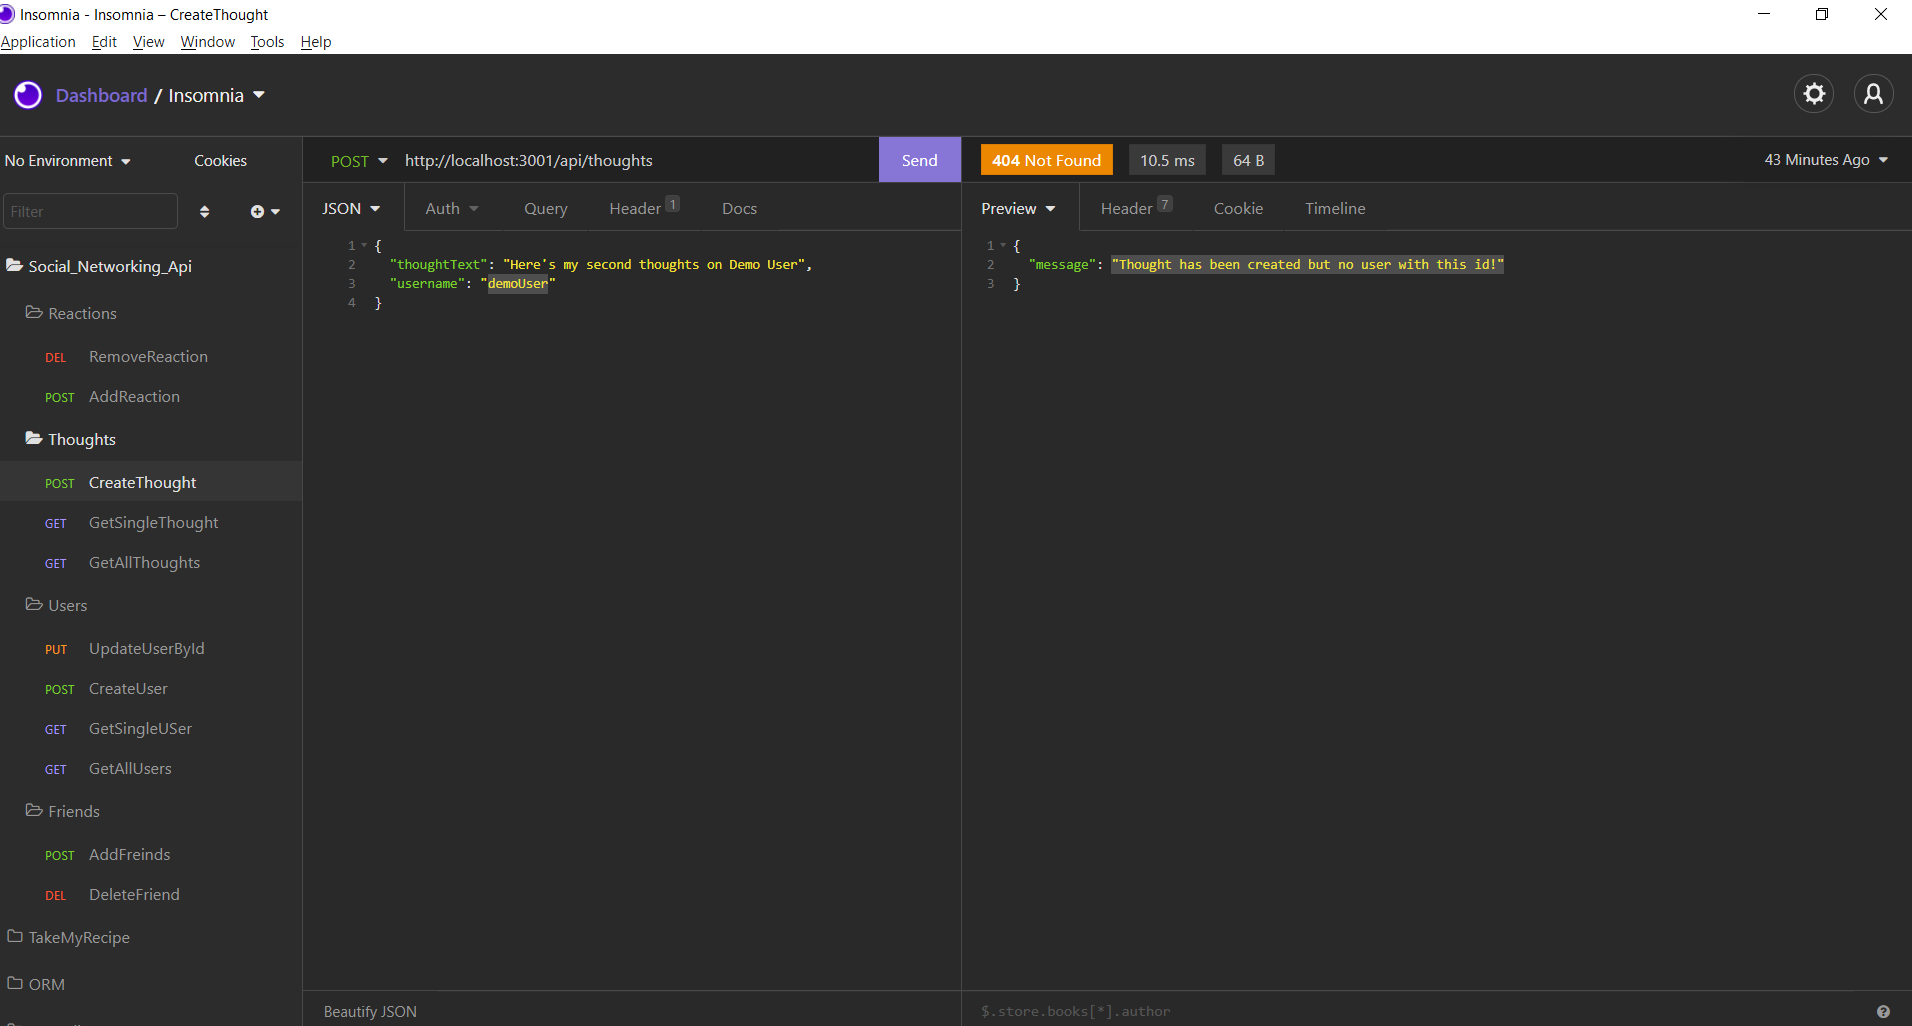 Insomnia - Insomnia – CreateThought
Application Edit View Window Tools Help
Dashboard / Insomnia
No Environment Cookies
POST http://localhost:3001/api/thoughts Send
404 Not Found 10.5 ms 64 B 43 Minutes Ago
Filter
JSON Auth Query Header 1 Docs
Preview Header 7 Cookie Timeline
1 {
2 "thoughtText": "Here's my second thoughts on Demo User",
3 "username": "demoUser"
4 }
1 {
2 "message": "Thought has been created but no user with this id!"
3 }
Social_Networking_Api
Reactions
DEL RemoveReaction
POST AddReaction
Thoughts
POST CreateThought
GET GetSingleThought
GET GetAllThoughts
Users
PUT UpdateUserById
POST CreateUser
GET GetSingleUSer
GET GetAllUsers
Friends
POST AddFreinds
DEL DeleteFriend
TakeMyRecipe
ORM
Beautify JSON
$.store.books[*].author
?